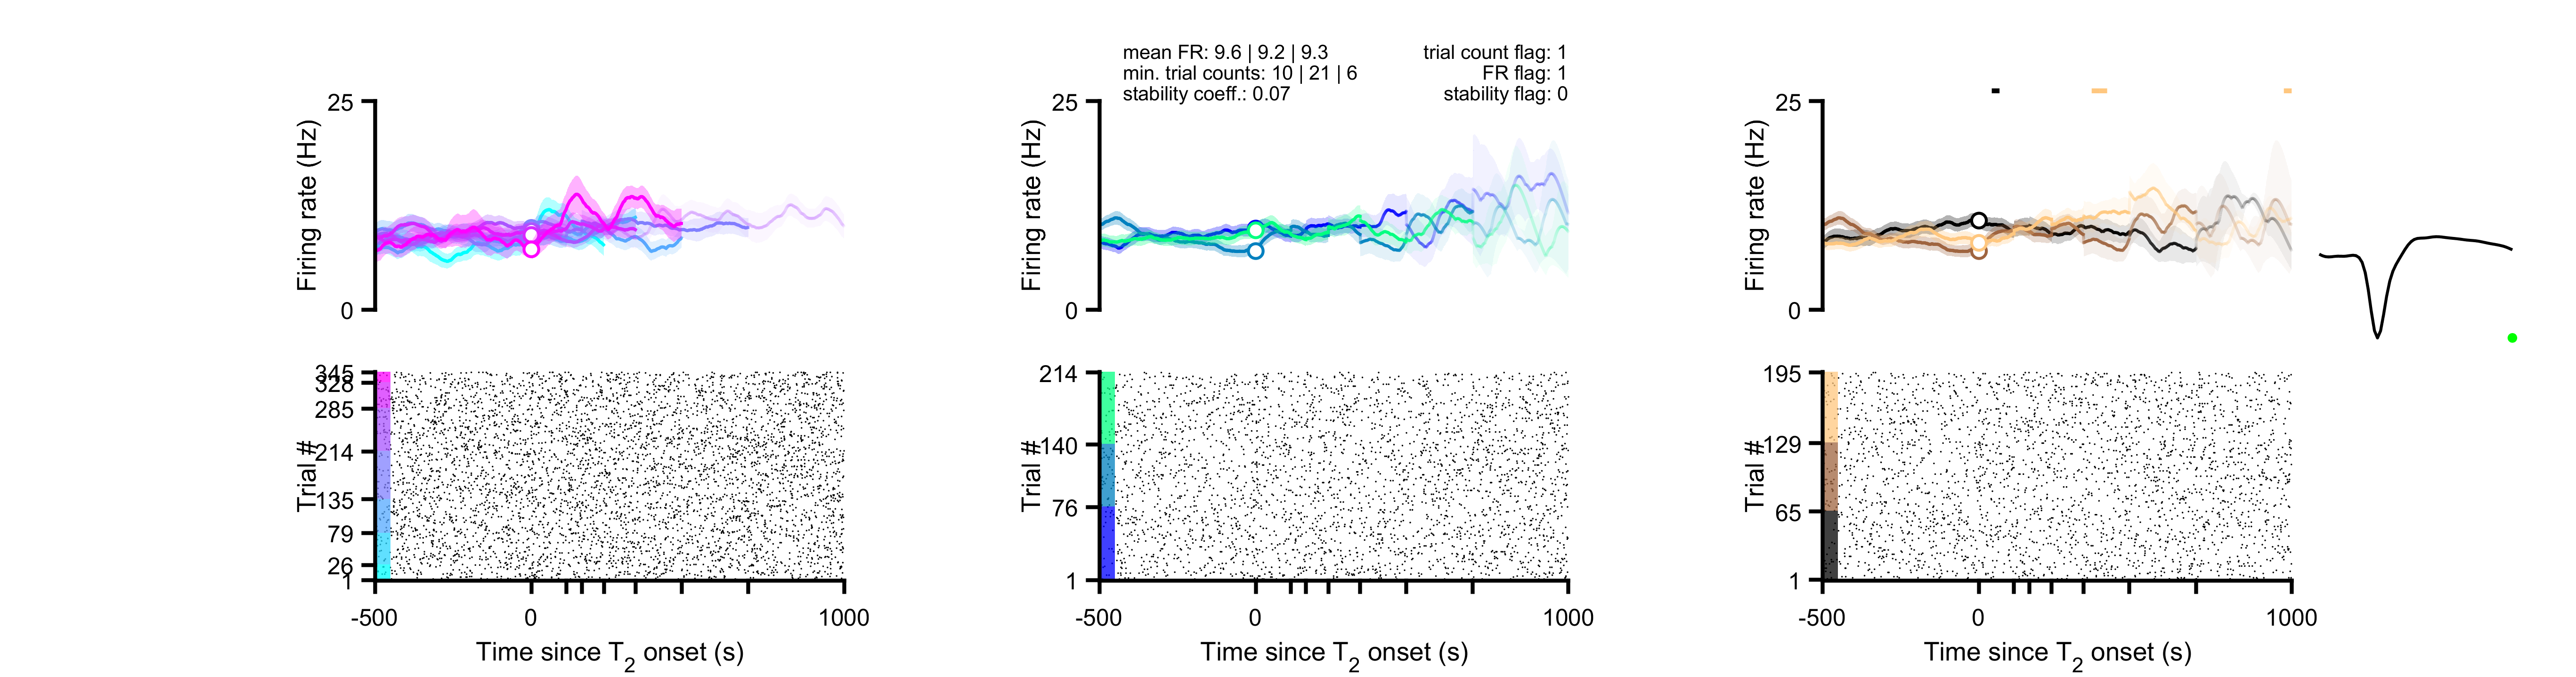 mean FR: 9.6 | 9.2 | 9.3
min. trial counts: 10 | 21 | 6
stability coeff.: 0.07
trial count flag: 1
FR flag: 1
stability flag: 0
25
Firing rate (Hz)
0
345
328
285
214
135
79
26
1
Trial #
-500
0
1000
Time since T2 onset (s)
25
Firing rate (Hz)
0
214
140
76
1
Trial #
-500
0
1000
Time since T2 onset (s)
25
Firing rate (Hz)
0
195
129
65
1
Trial #
-500
0
1000
Time since T2 onset (s)